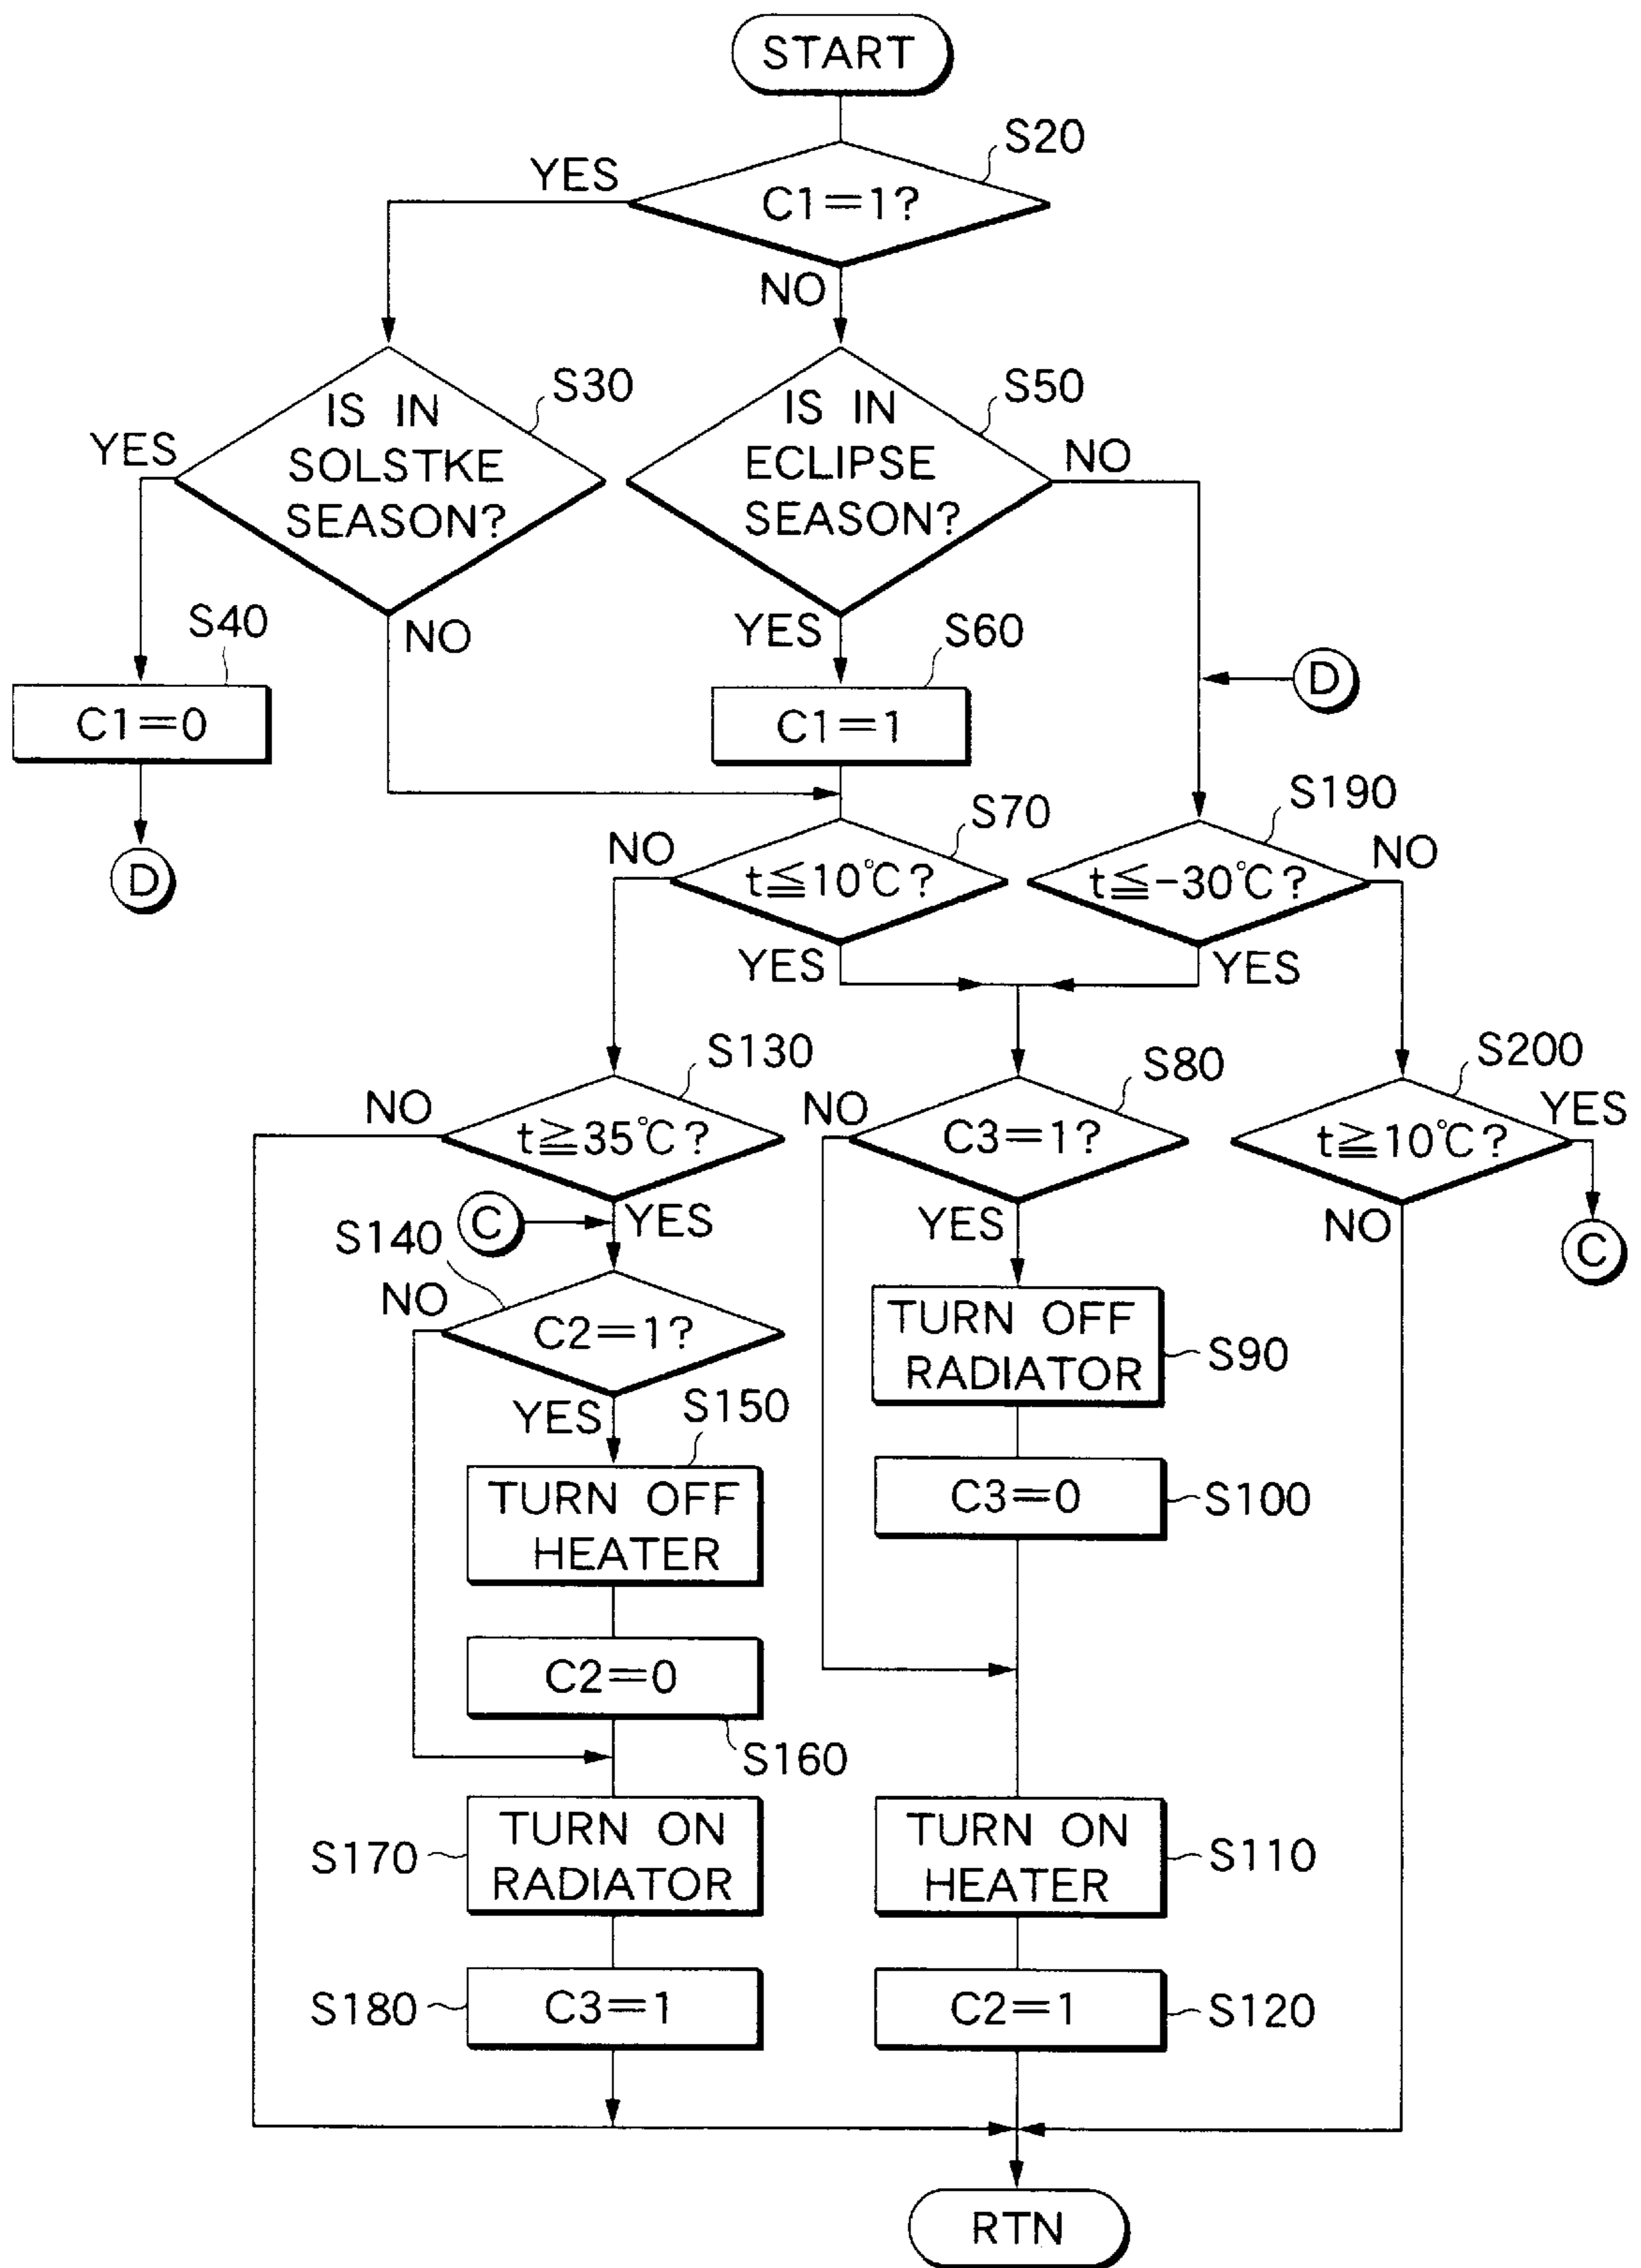 START
S20
YES
C1=1?
NO
S30
IS IN
SOLSTKE
SEASON?
YES
NO
S50
IS IN
ECLIPSE
SEASON?
NO
YES
S40
C1=0
D
S60
C1=1
D
S70
NO
t≦10℃?
YES
S190
t≦-30℃?
NO
YES
S130
NO
t≧35℃?
YES
S80
NO
C3=1?
YES
S200
YES
t≧10℃?
NO
C
C
S140
NO
C2=1?
YES
TURN OFF
RADIATOR
S90
S150
TURN OFF
HEATER
C3=0
S100
C2=0
S160
S170
TURN ON
RADIATOR
TURN ON
HEATER
S110
S180
C3=1
C2=1
S120
RTN